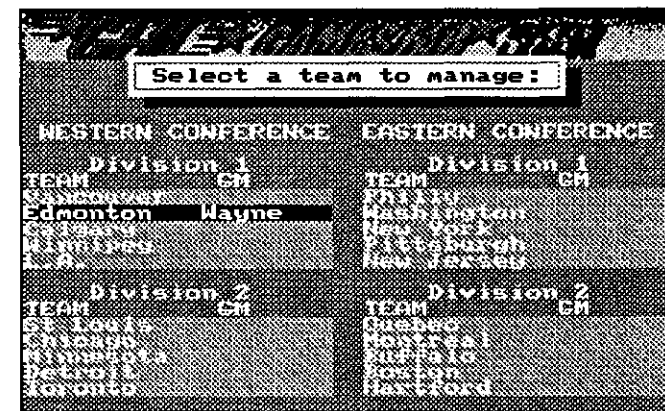 Select a team to manage:
WESTERN CONFERENCE
Division 1
TEAM GM
Vancouver
Edmonton Wayne
Calgary
Winnipeg
L.A.
Division 2
TEAM GM
St Louis
Chicago
Minnesota
Detroit
Toronto
EASTERN CONFERENCE
Division 1
TEAM GM
Philly
Washington
New York
Pittsburgh
New Jersey
Division 2
TEAM GM
Quebec
Montreal
Buffalo
Boston
Hartford